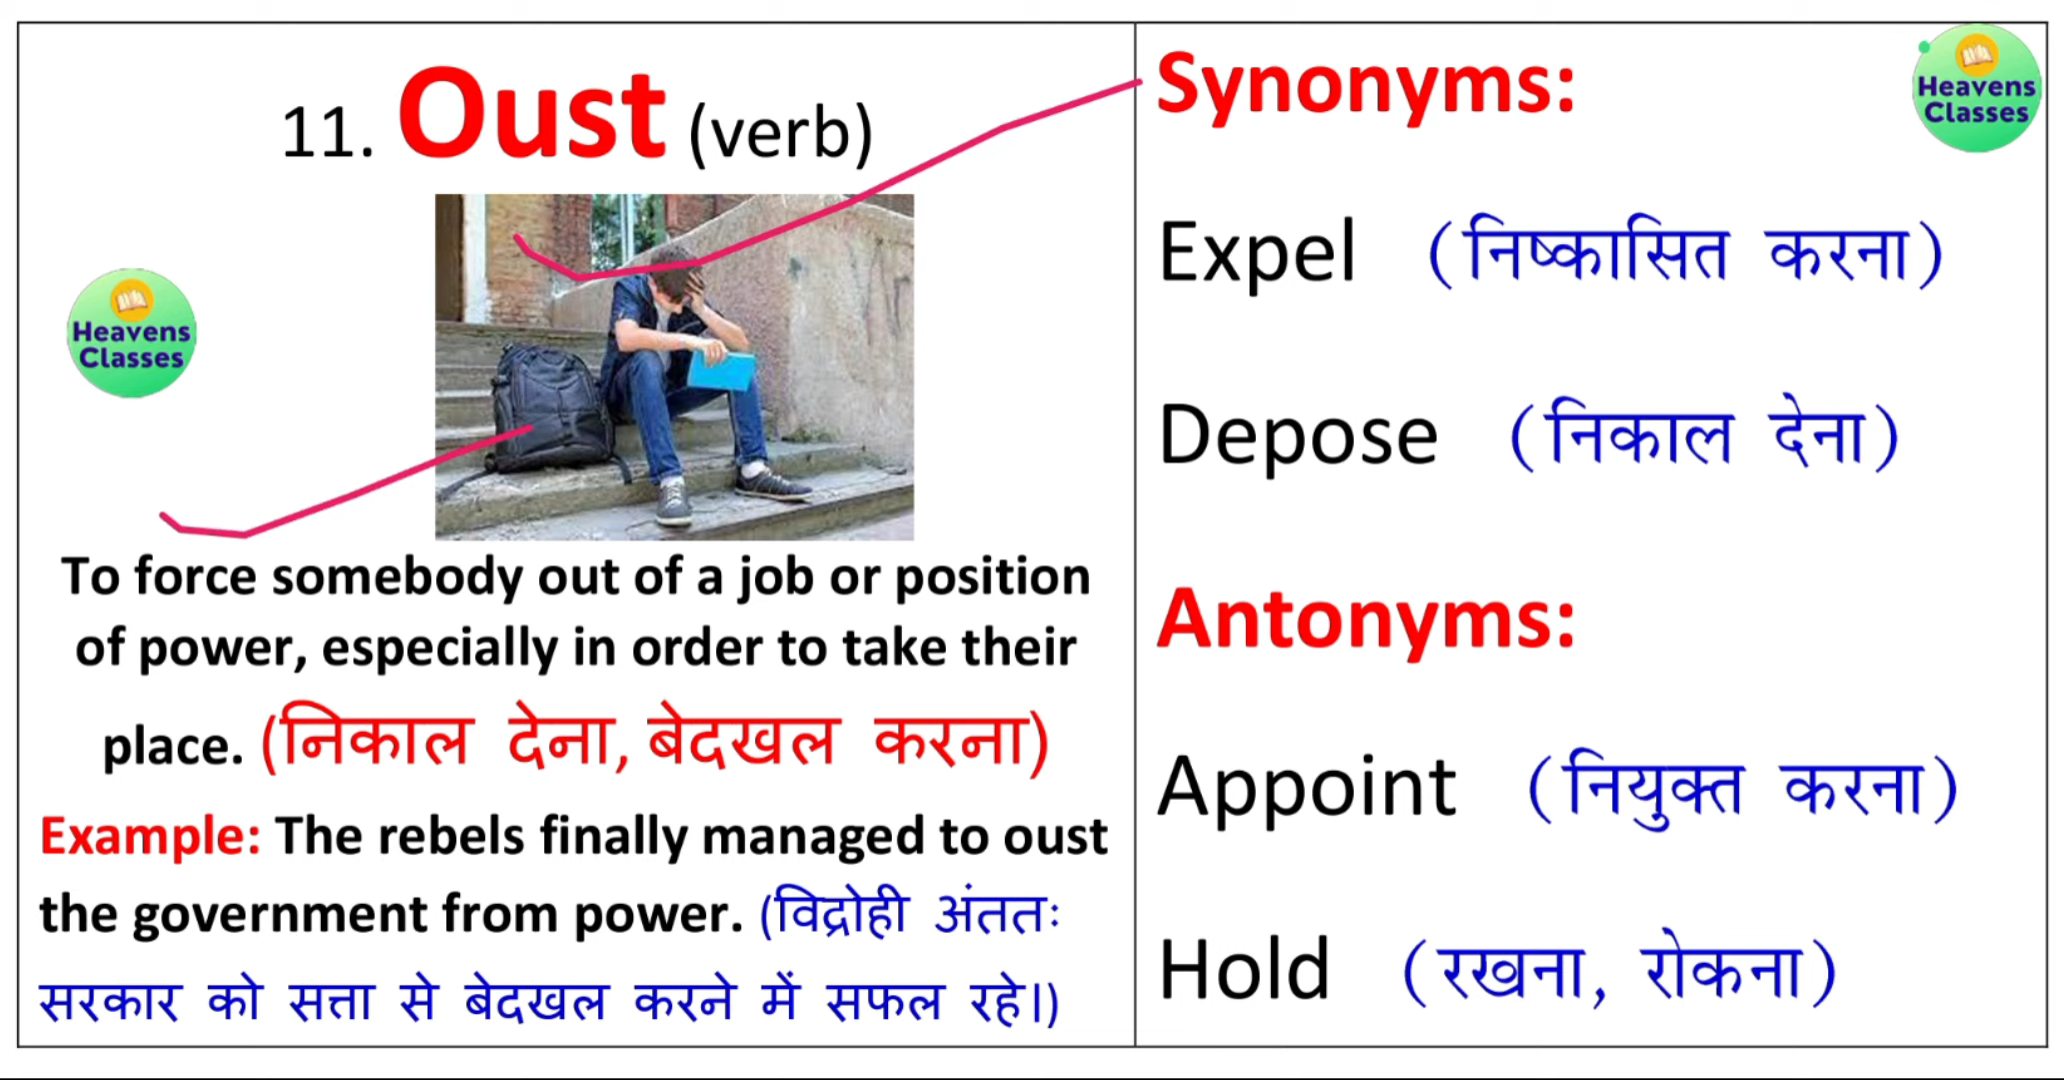 11. Oust (verb)
Heavens
Classes
To force somebody out of a job or position
of power, especially in order to take their
place. (निकाल देना, बेदखल करना)
Example: The rebels finally managed to oust
the government from power. (विद्रोही अंततः
सरकार को सत्ता से बेदखल करने में सफल रहे।)
Synonyms:
Heavens
Classes
Expel (निष्कासित करना)
Depose (निकाल देना)
Antonyms:
Appoint (नियुक्त करना)
Hold (रखना, रोकना)